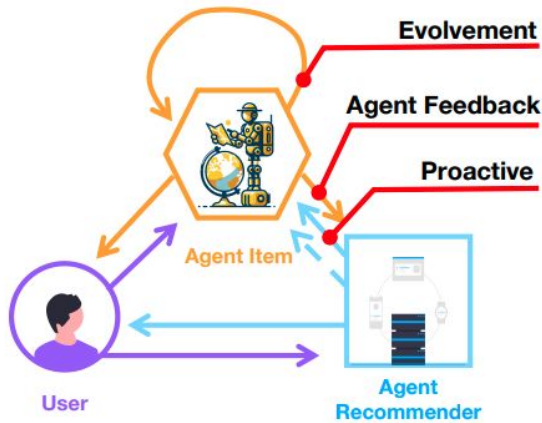 Evolvement
Agent Feedback
Proactive
Agent Item
User
Agent
Recommender